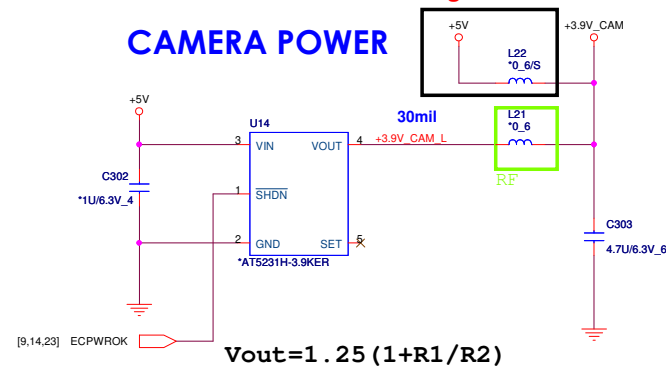 +5V
+3.9V_CAM
CAMERA POWER
L22
*0_6/S
+5V
30mil
L21
*0_6
U14
3
VIN
VOUT
4
+3.9V_CAM_L
RF
C302
*1U/6.3V_4
1
SHDN
C303
4.7U/6.3V_6
2
GND
SET
5
*AT5231H-3.9KER
[9,14,23]
ECPWROK
Vout=1.25(1+R1/R2)